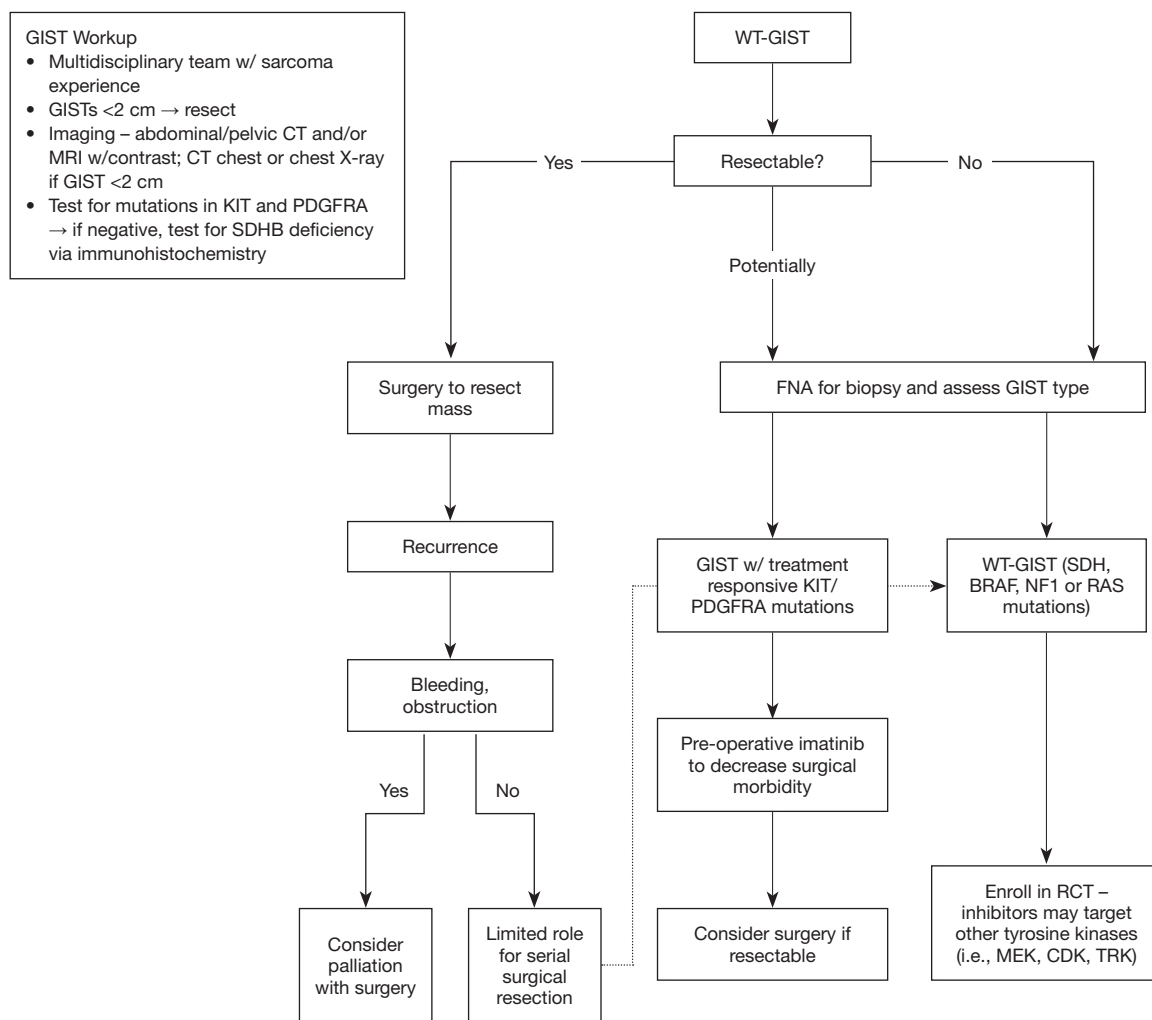 GIST Workup
• Multidisciplinary team w/ sarcoma
experience
• GISTs <2 cm → resect
• Imaging – abdominal/pelvic CT and/or
MRI w/contrast; CT chest or chest X-ray
if GIST <2 cm
• Test for mutations in KIT and PDGFRA
→ if negative, test for SDHB deficiency
via immunohistochemistry
WT-GIST
Resectable?
Yes
No
Potentially
Surgery to resect
mass
FNA for biopsy and assess GIST type
Recurrence
GIST w/ treatment
responsive KIT/
PDGFRA mutations
WT-GIST (SDH,
BRAF, NF1 or RAS
mutations)
Bleeding,
obstruction
Pre-operative imatinib
to decrease surgical
morbidity
Yes
No
Consider
palliation
with surgery
Limited role
for serial
surgical
resection
Consider surgery if
resectable
Enroll in RCT –
inhibitors may target
other tyrosine kinases
(i.e., MEK, CDK, TRK)